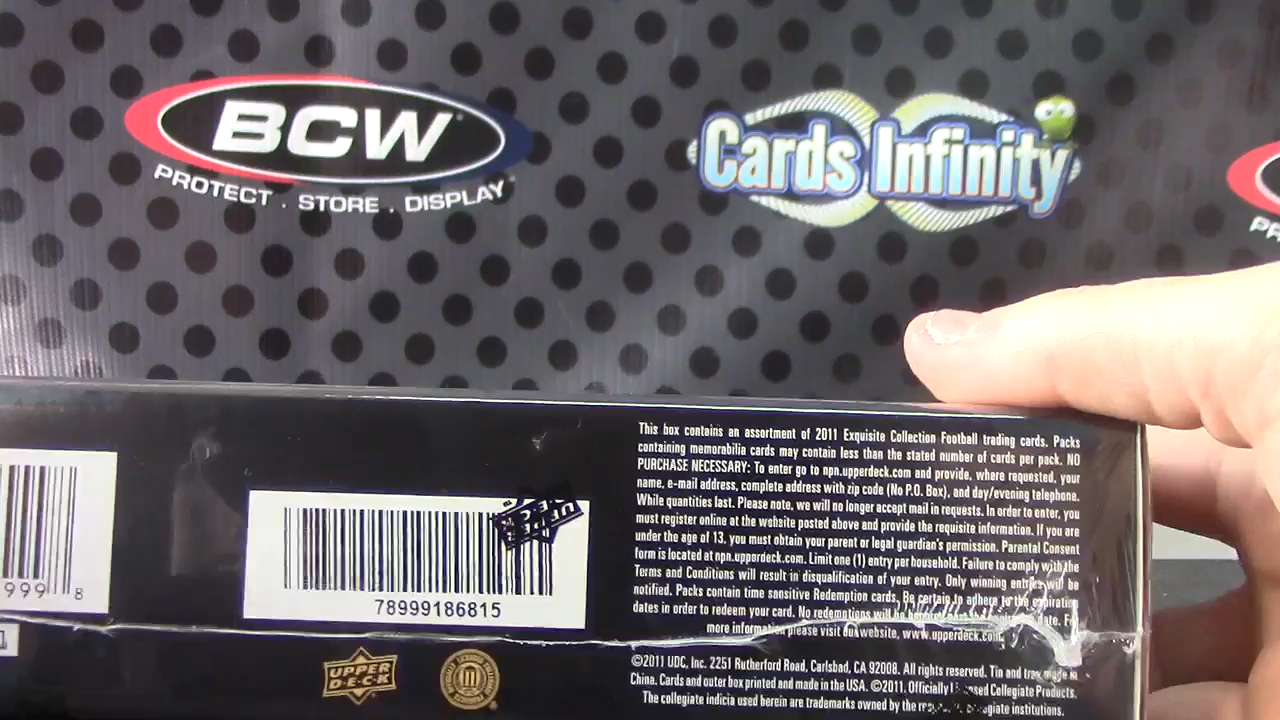 BCW
PROTECT . STORE . DISPLAY
Cards Infinity
This box contains an assortment of 2011 Exquisite Collection Football trading cards. Packs
containing memorabilia cards may contain less than the stated number of cards per pack. NO
PURCHASE NECESSARY: To enter go to npn.upperdeck.com and provide, where requested, your
name, e-mail address, complete address with zip code (No P.O. Box), and day/evening telephone.
While quantities last. Please note, we will no longer accept mail in requests. In order to enter, you
must register online at the website posted above and provide the requisite information. If you are
under the age of 13, you must obtain your parent or legal guardian's permission. Parental Consent
form is located at npn.upperdeck.com. Limit one (1) entry per household. Failure to comply with the
Terms and Conditions will result in disqualification of your entry. Only winning entries will be
notified. Packs contain time sensitive Redemption cards. Be certain to adhere to the expiration
dates in order to redeem your card. No redemptions will be date. For
more information please visit our website, www.upperdeck.com.
©2011 UDC, Inc. 2251 Rutherford Road, Carlsbad, CA 92008. All rights reserved. Tin and tray made in
China. Cards and outer box printed and made in the USA. ©2011. Officially Collegiate Products.
The collegiate indicia used herein are trademarks owned by the institutions.
999 8
78999186815
UPPER
DECK
UPPER
DECK